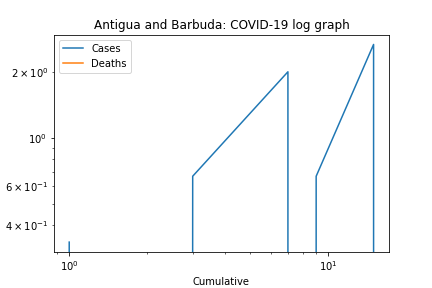 Antigua and Barbuda: COVID-19 log graph
Cases
Deaths
2 × 10⁰
10⁰
6 × 10⁻¹
4 × 10⁻¹
10⁰ 10¹
Cumulative